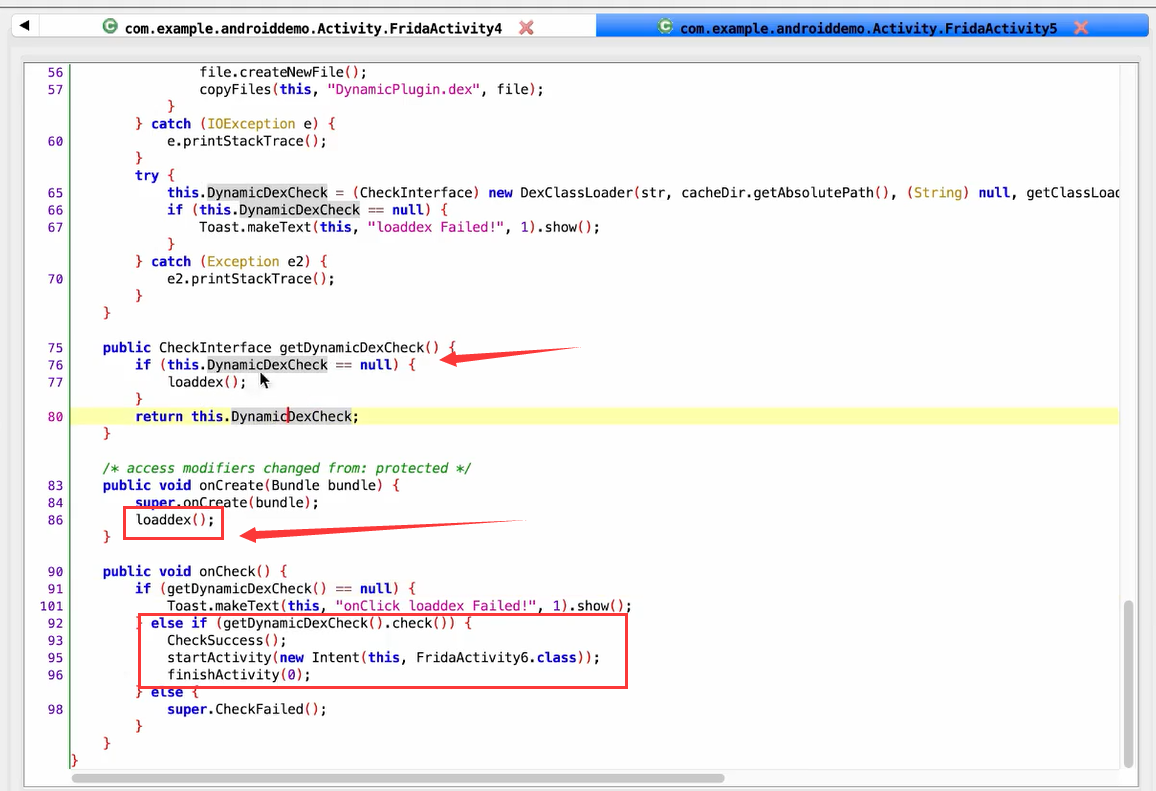 com.example.androiddemo.Activity.FridaActivity4 com.example.androiddemo.Activity.FridaActivity5
56 file.createNewFile();
57 copyFiles(this, "DynamicPlugin.dex", file);
}
} catch (IOException e) {
60 e.printStackTrace();
}
try {
65 this.DynamicDexCheck = (CheckInterface) new DexClassLoader(str, cacheDir.getAbsolutePath(), (String) null, getClassLoad
66 if (this.DynamicDexCheck == null) {
67 Toast.makeText(this, "loaddex Failed!", 1).show();
}
} catch (Exception e2) {
70 e2.printStackTrace();
}
}
75 public CheckInterface getDynamicDexCheck() {
76 if (this.DynamicDexCheck == null) {
77 loaddex();
}
80 return this.DynamicDexCheck;
}
/* access modifiers changed from: protected */
83 public void onCreate(Bundle bundle) {
84 super.onCreate(bundle);
86 loaddex();
}
90 public void onCheck() {
91 if (getDynamicDexCheck() == null) {
101 Toast.makeText(this, "onClick loaddex Failed!", 1).show();
92 } else if (getDynamicDexCheck().check()) {
93 CheckSuccess();
95 startActivity(new Intent(this, FridaActivity6.class));
96 finishActivity(0);
} else {
98 super.CheckFailed();
}
}
}